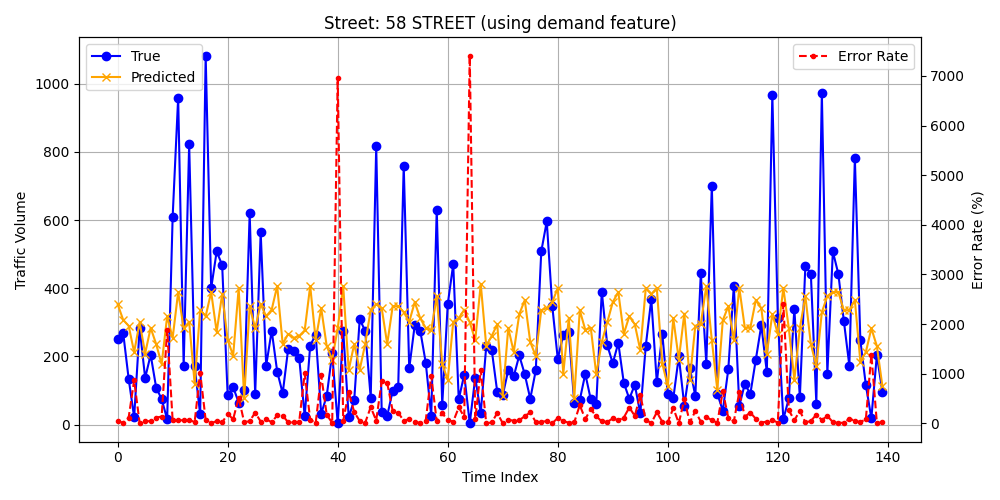 Street: 58 STREET (using demand feature)
True
Predicted
Error Rate
Traffic Volume
1000
800
600
400
200
0
7000
6000
5000
4000
3000
2000
1000
0
Error Rate (%)
0 20 40 60 80 100 120 140
Time Index